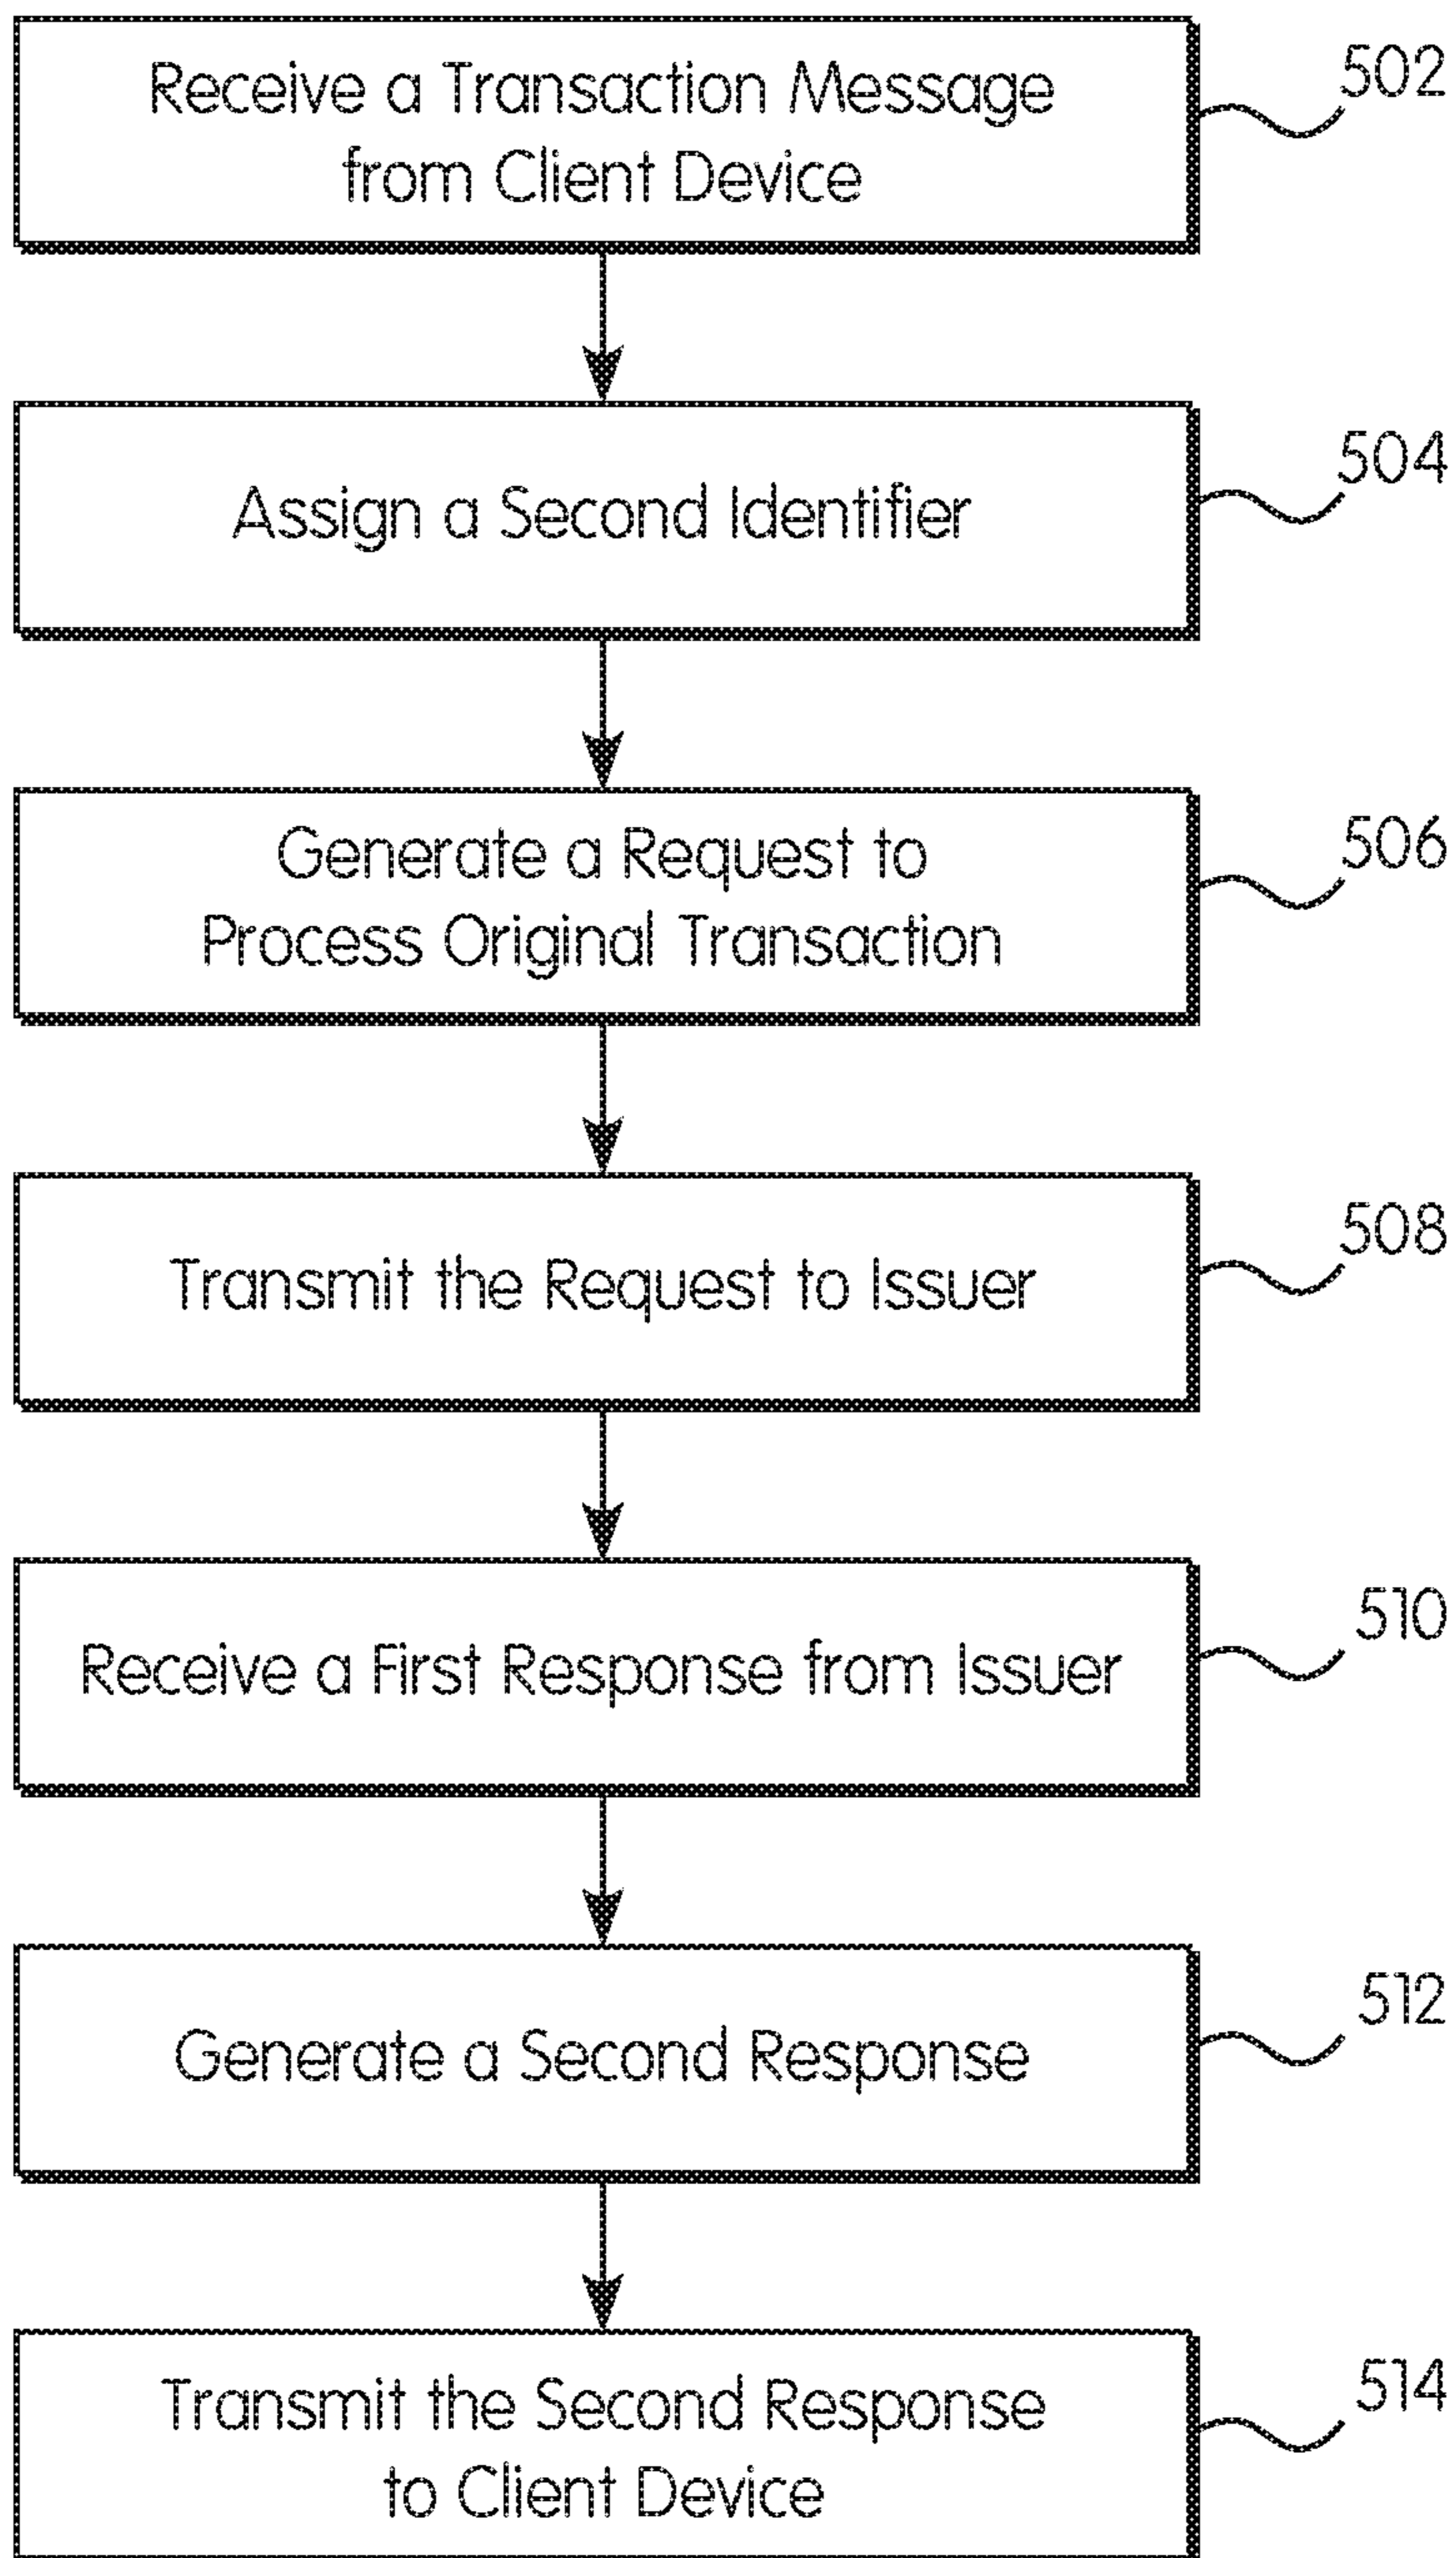 Receive a Transaction Message
from Client Device
502
Assign a Second Identifier
504
Generate a Request to
Process Original Transaction
506
Transmit the Request to Issuer
508
Receive a First Response from Issuer
510
Generate a Second Response
512
Transmit the Second Response
to Client Device
514